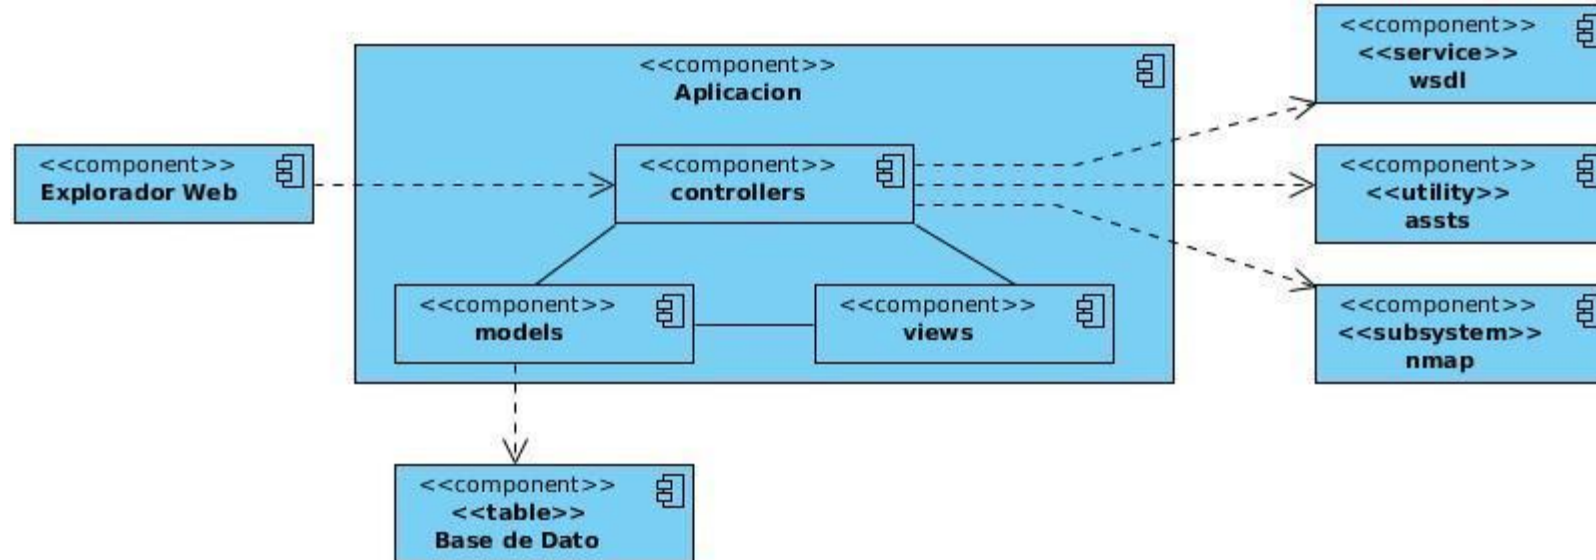 <<component>>
Aplicacion
<<component>>
Explorador Web
<<component>>
controllers
<<component>>
models
<<component>>
views
<<component>>
<<table>>
Base de Dato
<<component>>
<<service>>
wsdl
<<component>>
<<utility>>
assts
<<component>>
<<subsystem>>
nmap